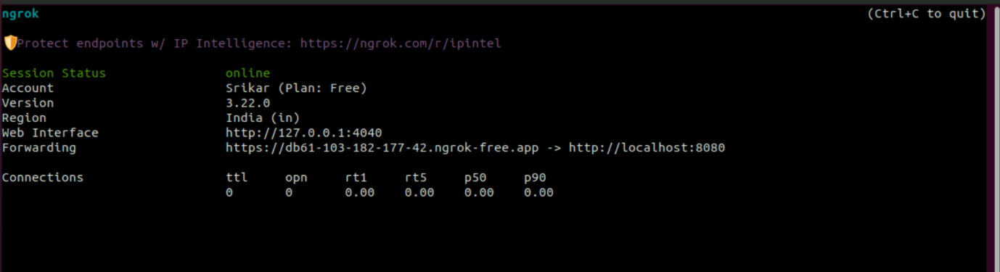 ngrok (Ctrl+C to quit)
Protect endpoints w/ IP Intelligence: https://ngrok.com/r/ipintel
Session Status online
Account Srikar (Plan: Free)
Version 3.22.0
Region India (in)
Web Interface http://127.0.0.1:4040
Forwarding https://db61-103-182-177-42.ngrok-free.app -> http://localhost:8080
Connections ttl opn rt1 rt5 p50 p90
0 0 0.00 0.00 0.00 0.00